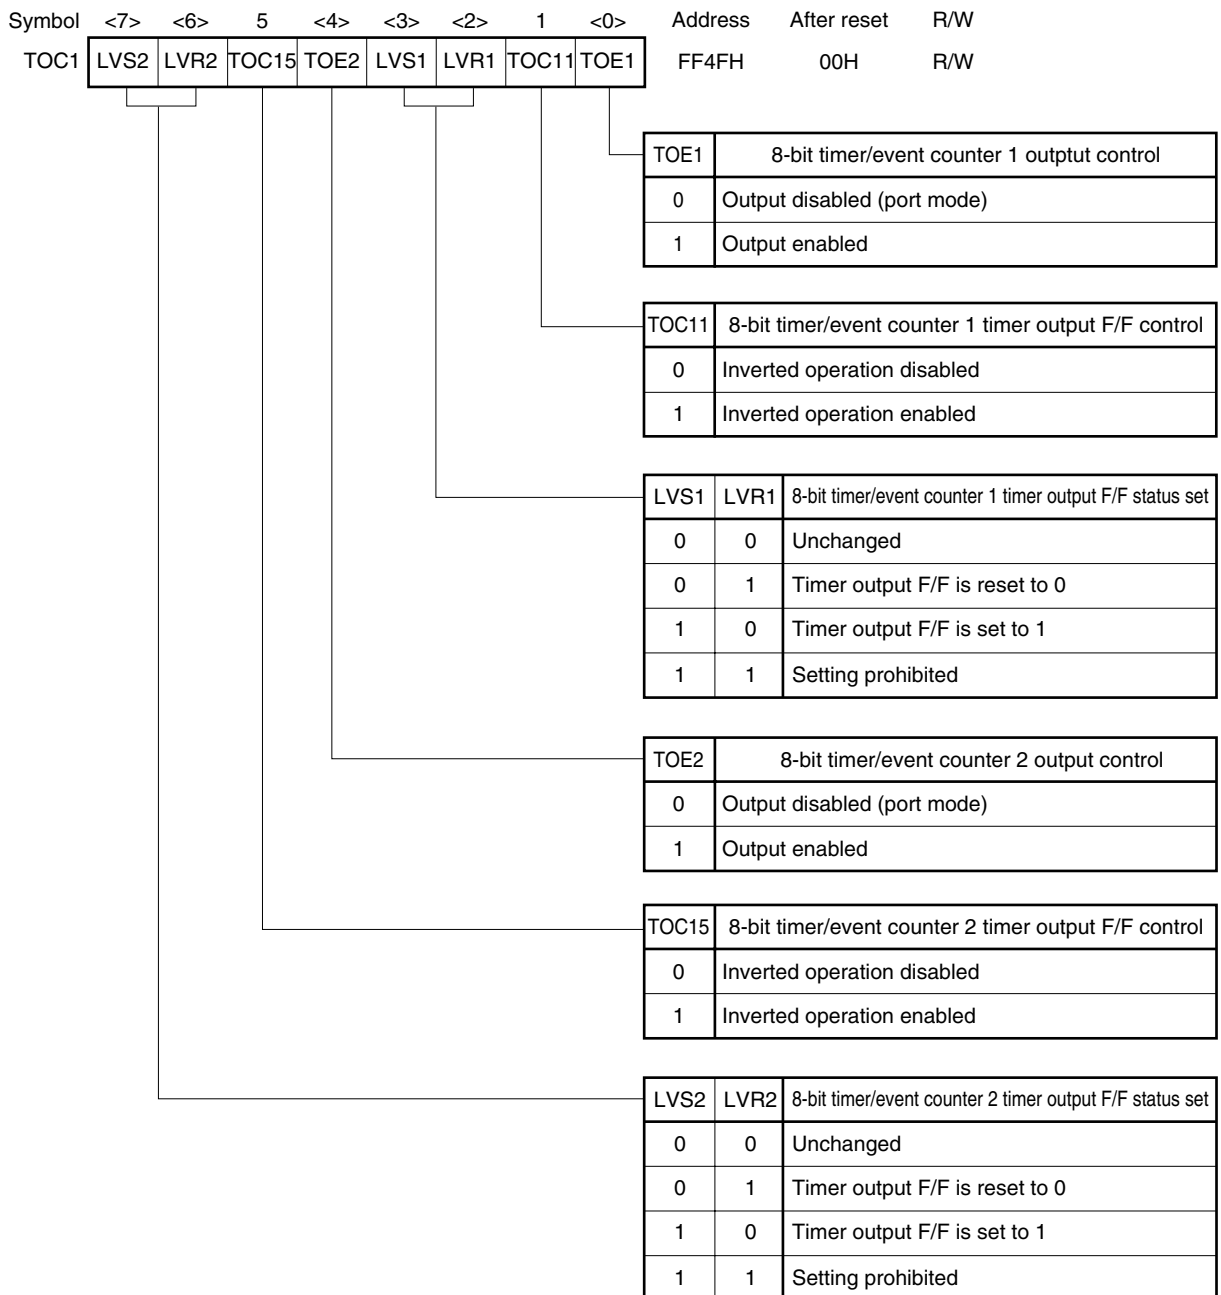 Symbol <7> <6> 5 <4> <3> <2> 1 <0> Address After reset R/W
TOC1 LVS2 LVR2 TOC15 TOE2 LVS1 LVR1 TOC11 TOE1 FF4FH 00H R/W
TOE1 8-bit timer/event counter 1 outptut control
0 Output disabled (port mode)
1 Output enabled
TOC11 8-bit timer/event counter 1 timer output F/F control
0 Inverted operation disabled
1 Inverted operation enabled
LVS1 LVR1 8-bit timer/event counter 1 timer output F/F status set
0 0 Unchanged
0 1 Timer output F/F is reset to 0
1 0 Timer output F/F is set to 1
1 1 Setting prohibited
TOE2 8-bit timer/event counter 2 output control
0 Output disabled (port mode)
1 Output enabled
TOC15 8-bit timer/event counter 2 timer output F/F control
0 Inverted operation disabled
1 Inverted operation enabled
LVS2 LVR2 8-bit timer/event counter 2 timer output F/F status set
0 0 Unchanged
0 1 Timer output F/F is reset to 0
1 0 Timer output F/F is set to 1
1 1 Setting prohibited